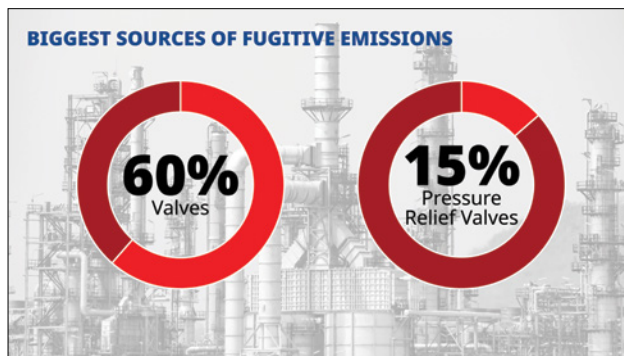 BIGGEST SOURCES OF FUGITIVE EMISSIONS
60%
Valves
15%
Pressure
Relief Valves